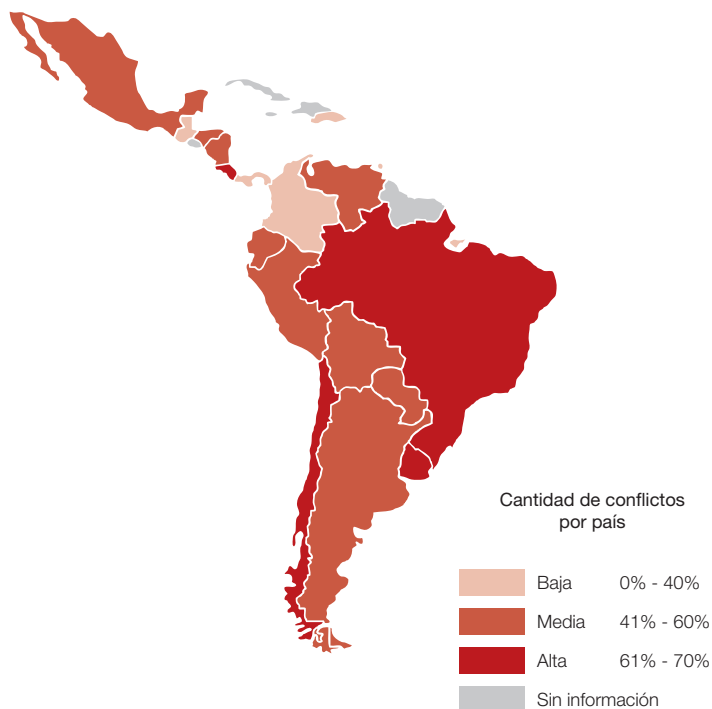 Cantidad de conflictos
por país
Baja 0% - 40%
Media 41% - 60%
Alta 61% - 70%
Sin información